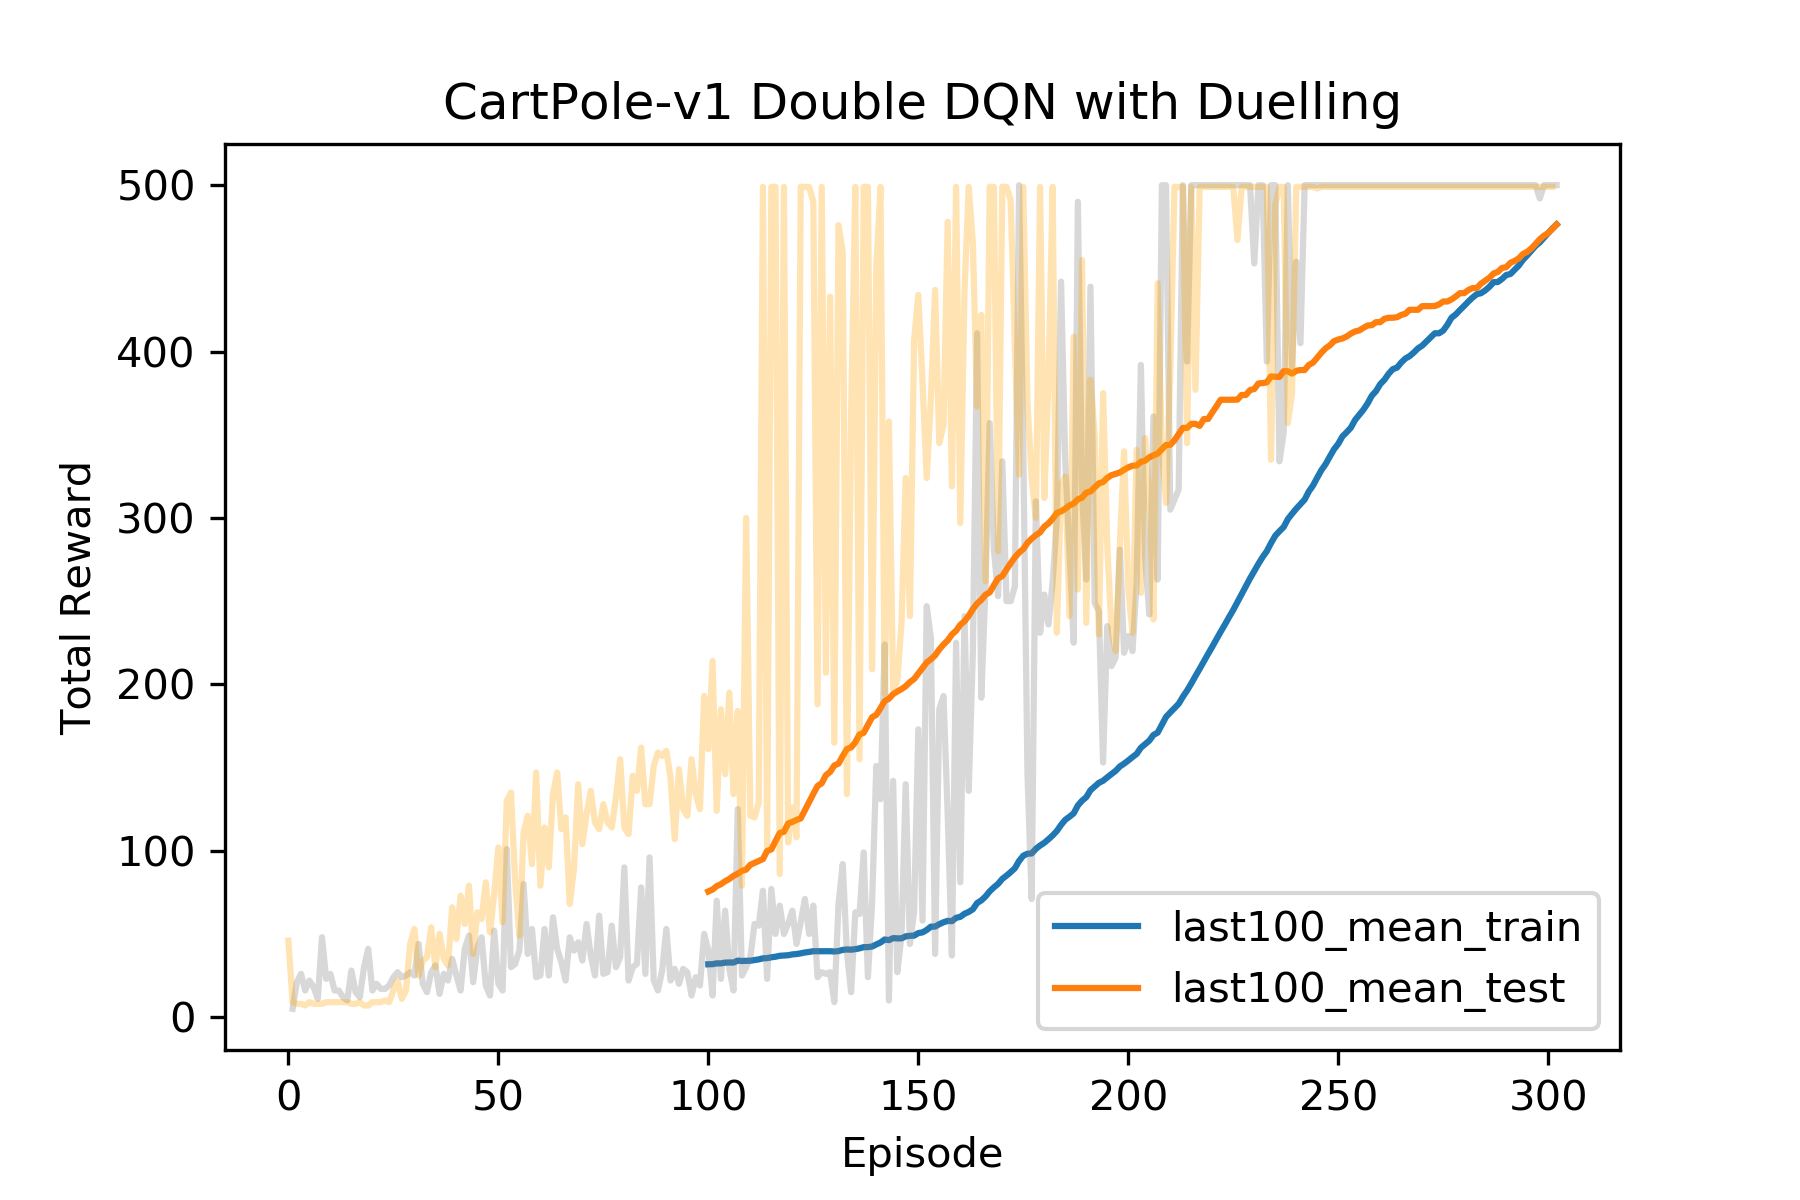 CartPole-v1 Double DQN with Duelling
500
400
300
200
100
0
Total Reward
0 50 100 150 200 250 300
Episode
last100_mean_train
last100_mean_test